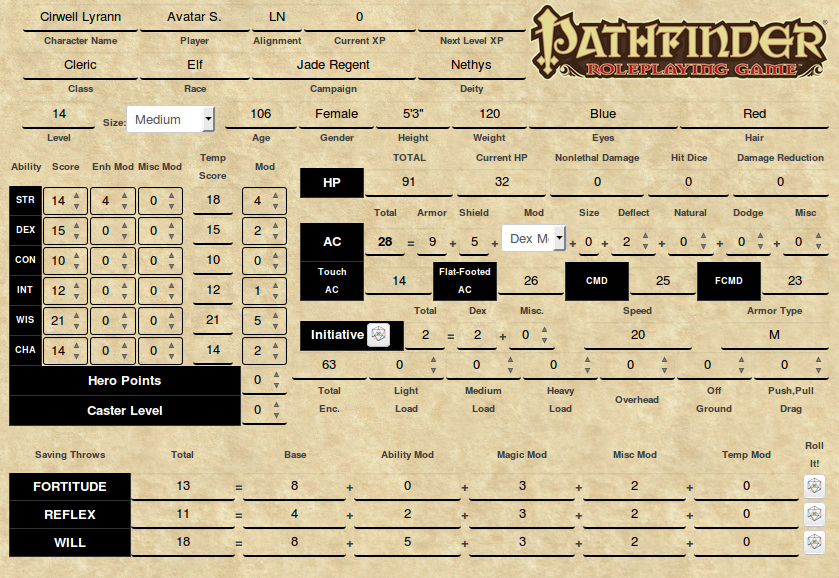 Cirwell Lyrann Avatar S. LN 0
Character Name Player Alignment Current XP Next Level XP
PATHFINDER
ROLEPLAYING GAME
Cleric Elf Jade Regent Nethys
Class Race Campaign Deity
14 Size: Medium 106 Female 5'3" 120 Blue Red
Level Age Gender Height Weight Eyes Hair
Ability Score Enh Mod Misc Mod Temp Score Mod
STR 14 4 0 18 4
DEX 15 0 0 15 2
CON 10 0 0 10 0
INT 12 0 0 12 1
WIS 21 0 0 21 5
CHA 14 0 0 14 2
Hero Points 0
Caster Level 0
TOTAL Current HP Nonlethal Damage Hit Dice Damage Reduction
HP 91 32 0 0 0
Total Armor Shield Mod Size Deflect Natural Dodge Misc
AC 28 = 9 + 5 + Dex M + 0 + 2 + 0 + 0 + 0
Touch AC 14 Flat-Footed AC 26 CMD 25 FCMD 23
Total Dex Misc. Speed Armor Type
Initiative 2 = 2 + 0 20 M
63 0 0 0 0 0 0
Total Enc. Light Load Medium Load Heavy Load Overhead Off Ground Push,Pull Drag
Saving Throws Total Base Ability Mod Magic Mod Misc Mod Temp Mod Roll It!
FORTITUDE 13 = 8 + 0 + 3 + 2 + 0
REFLEX 11 = 4 + 2 + 3 + 2 + 0
WILL 18 = 8 + 5 + 3 + 2 + 0